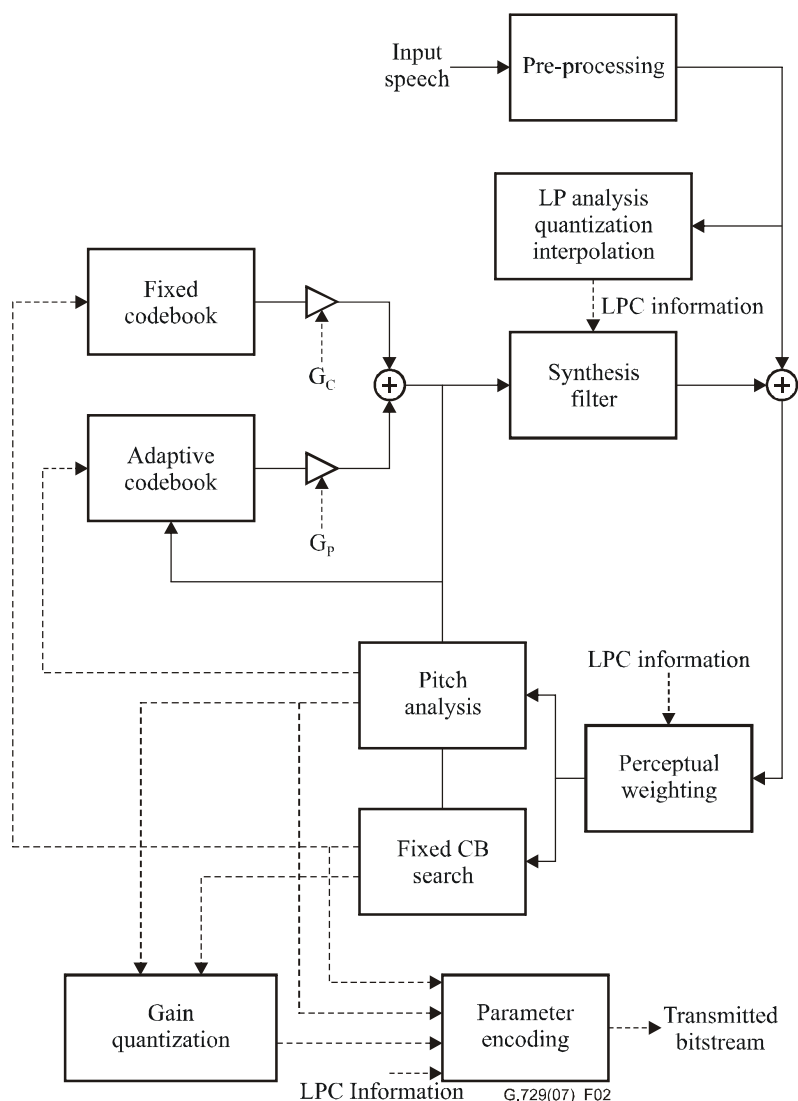 Input
speech
Pre-processing
LP analysis
quantization
interpolation
Fixed
codebook
LPC information
G_C
Synthesis
filter
+
+
Adaptive
codebook
G_P
LPC information
Pitch
analysis
Perceptual
weighting
Fixed CB
search
Gain
quantization
Parameter
encoding
Transmitted
bitstream
LPC Information
G.729(07)_F02